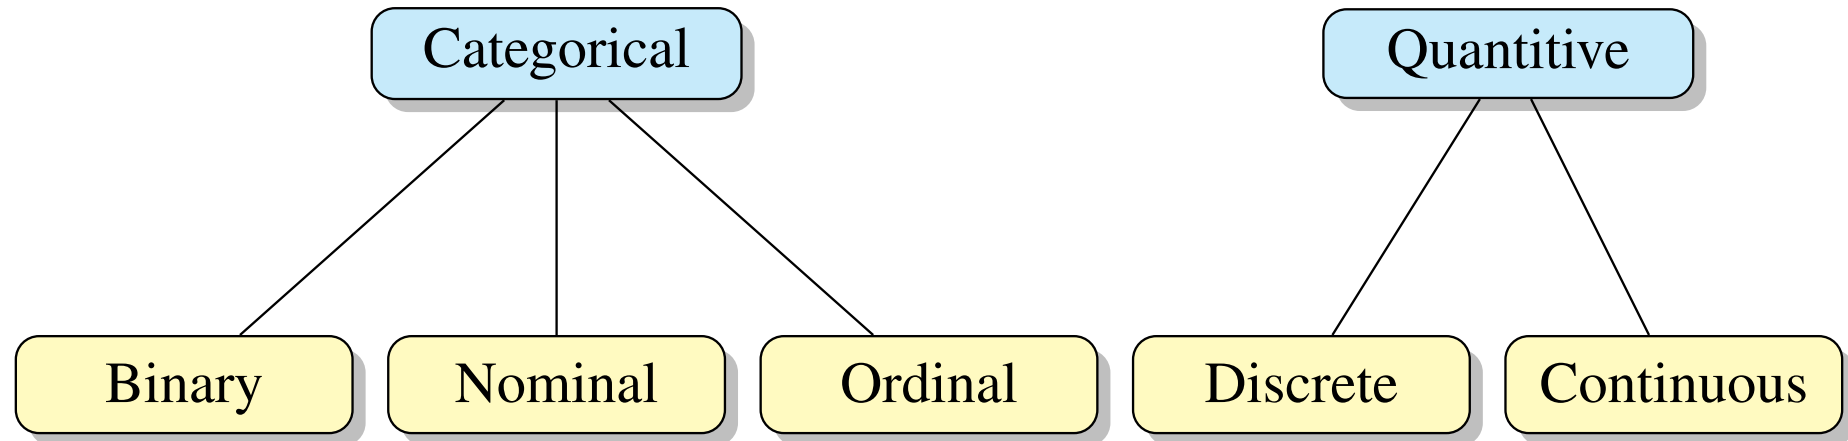 Categorical
Quantitive
Binary
Nominal
Ordinal
Discrete
Continuous